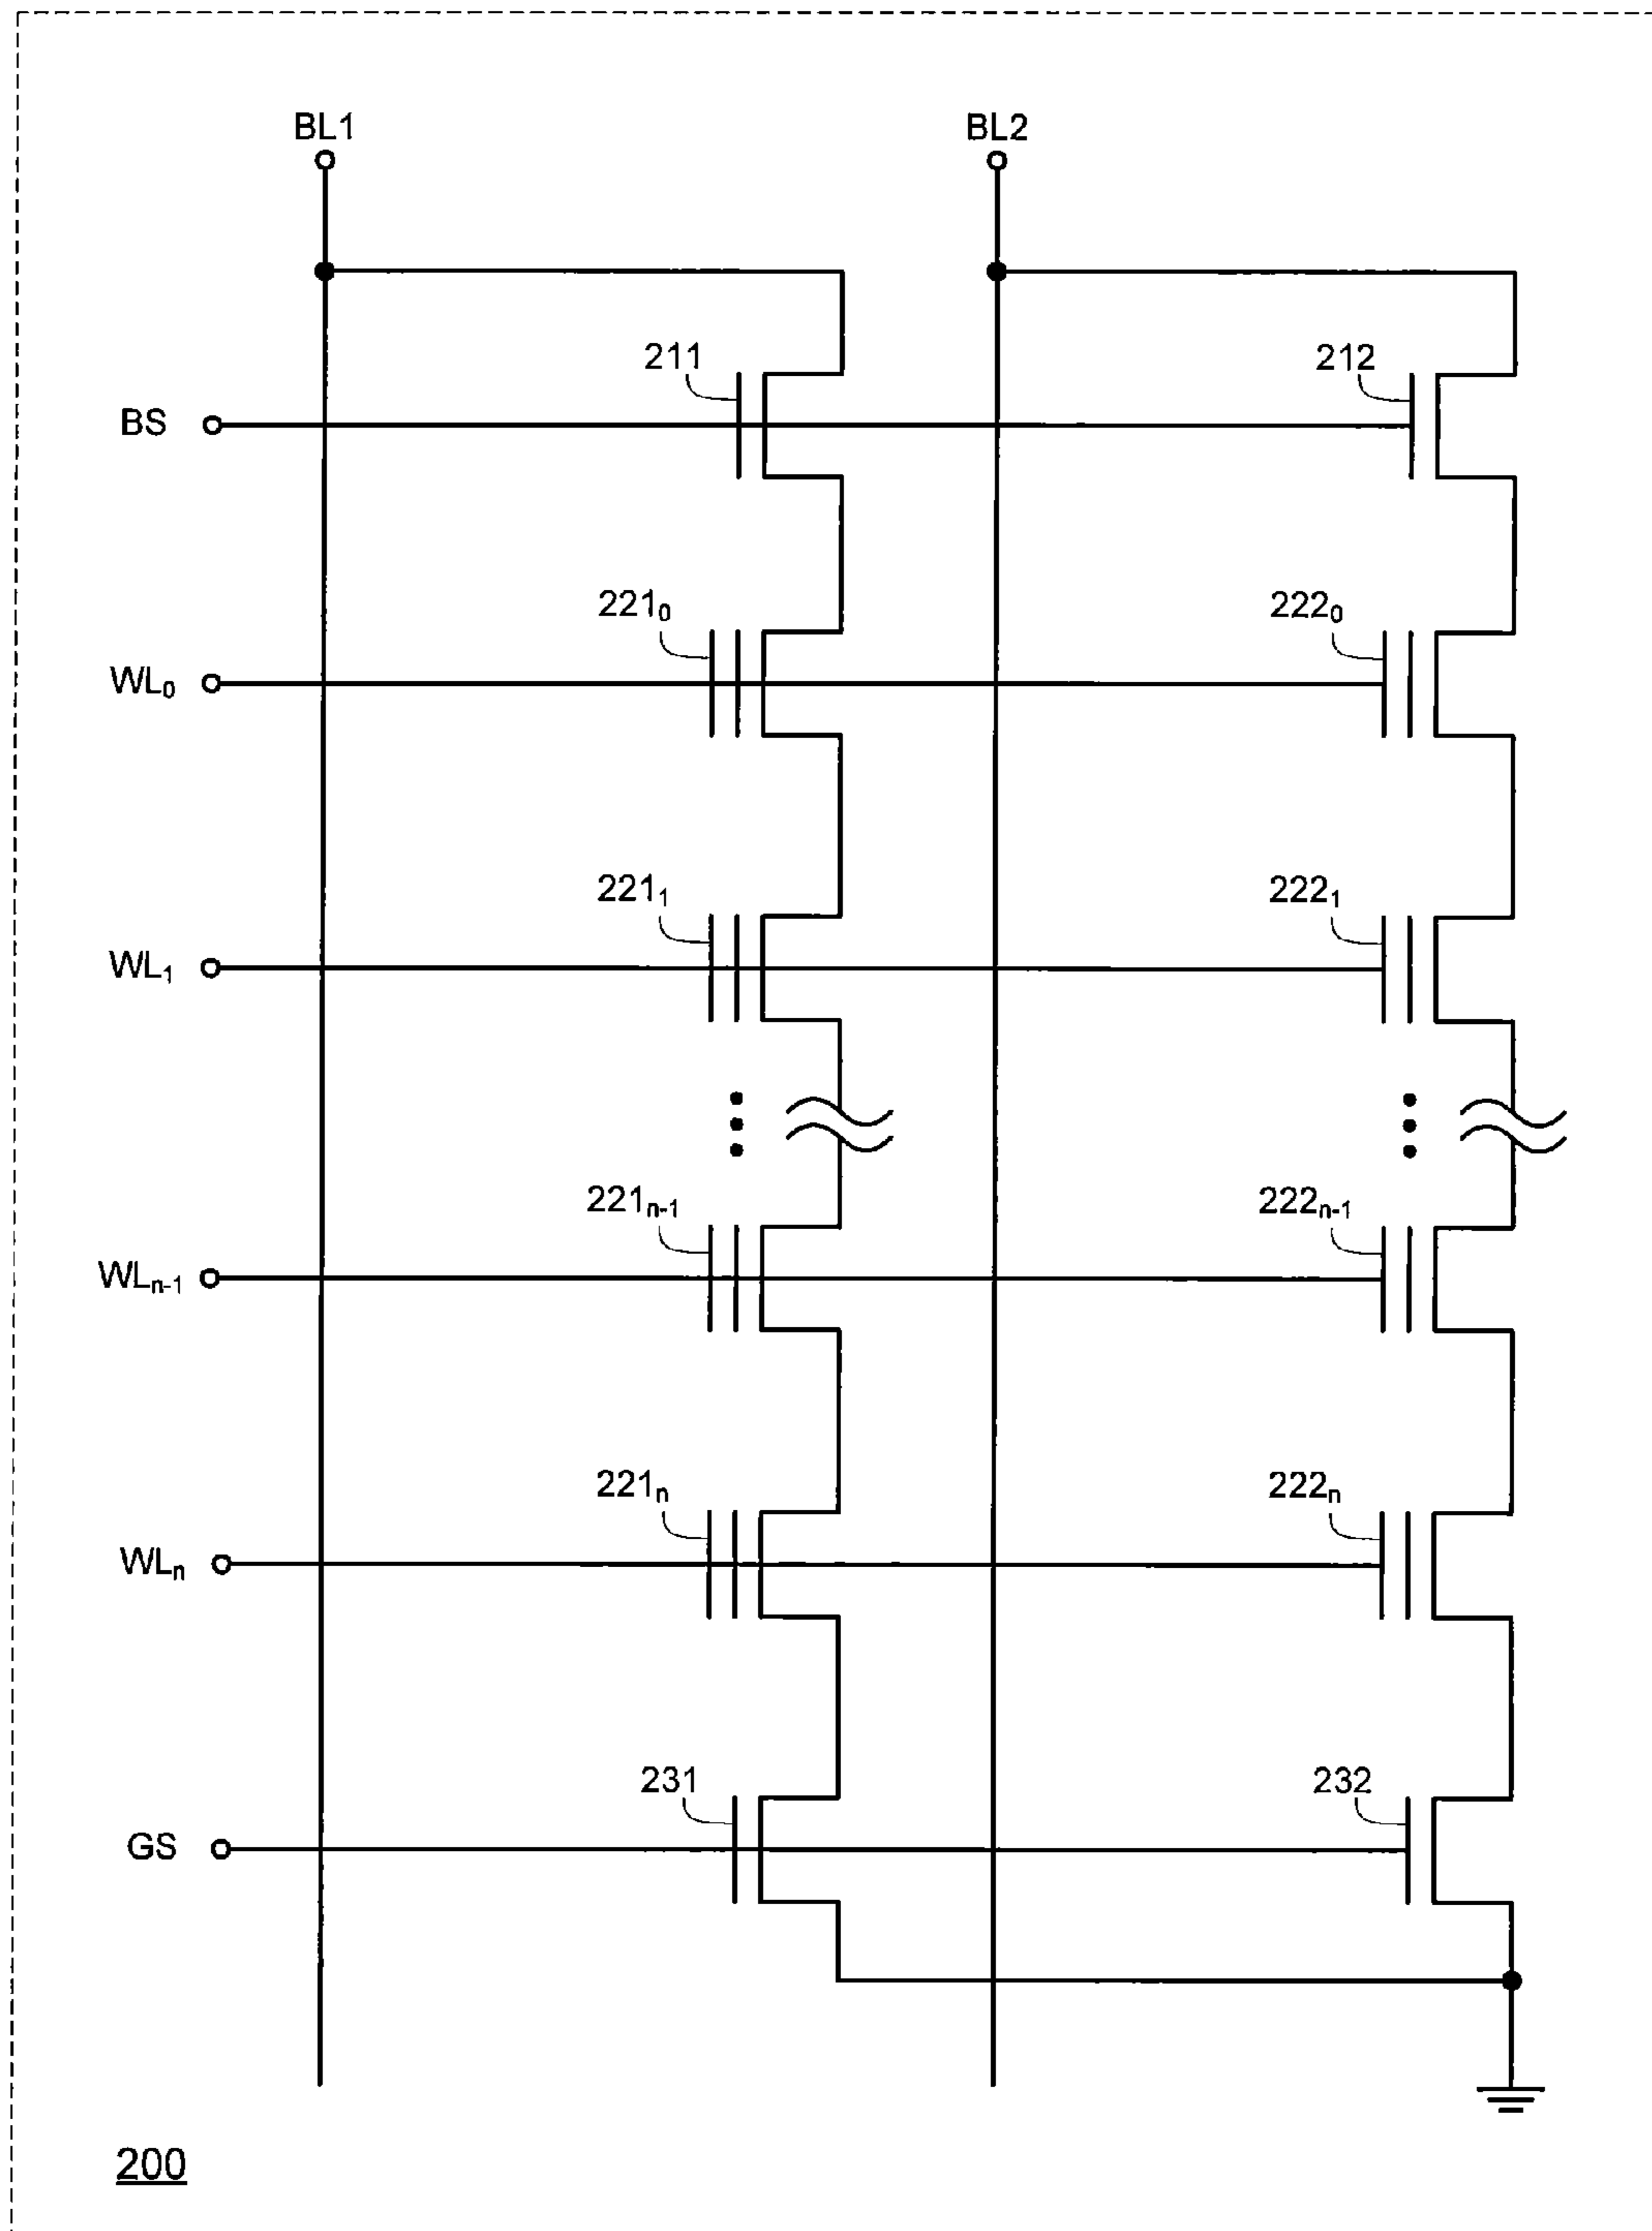 BL1 BL2
211 212
BS
221₀ 222₀
WL₀
221₁ 222₁
WL₁
221ₙ₋₁ 222ₙ₋₁
WLₙ₋₁
221ₙ 222ₙ
WLₙ
231 232
GS
200